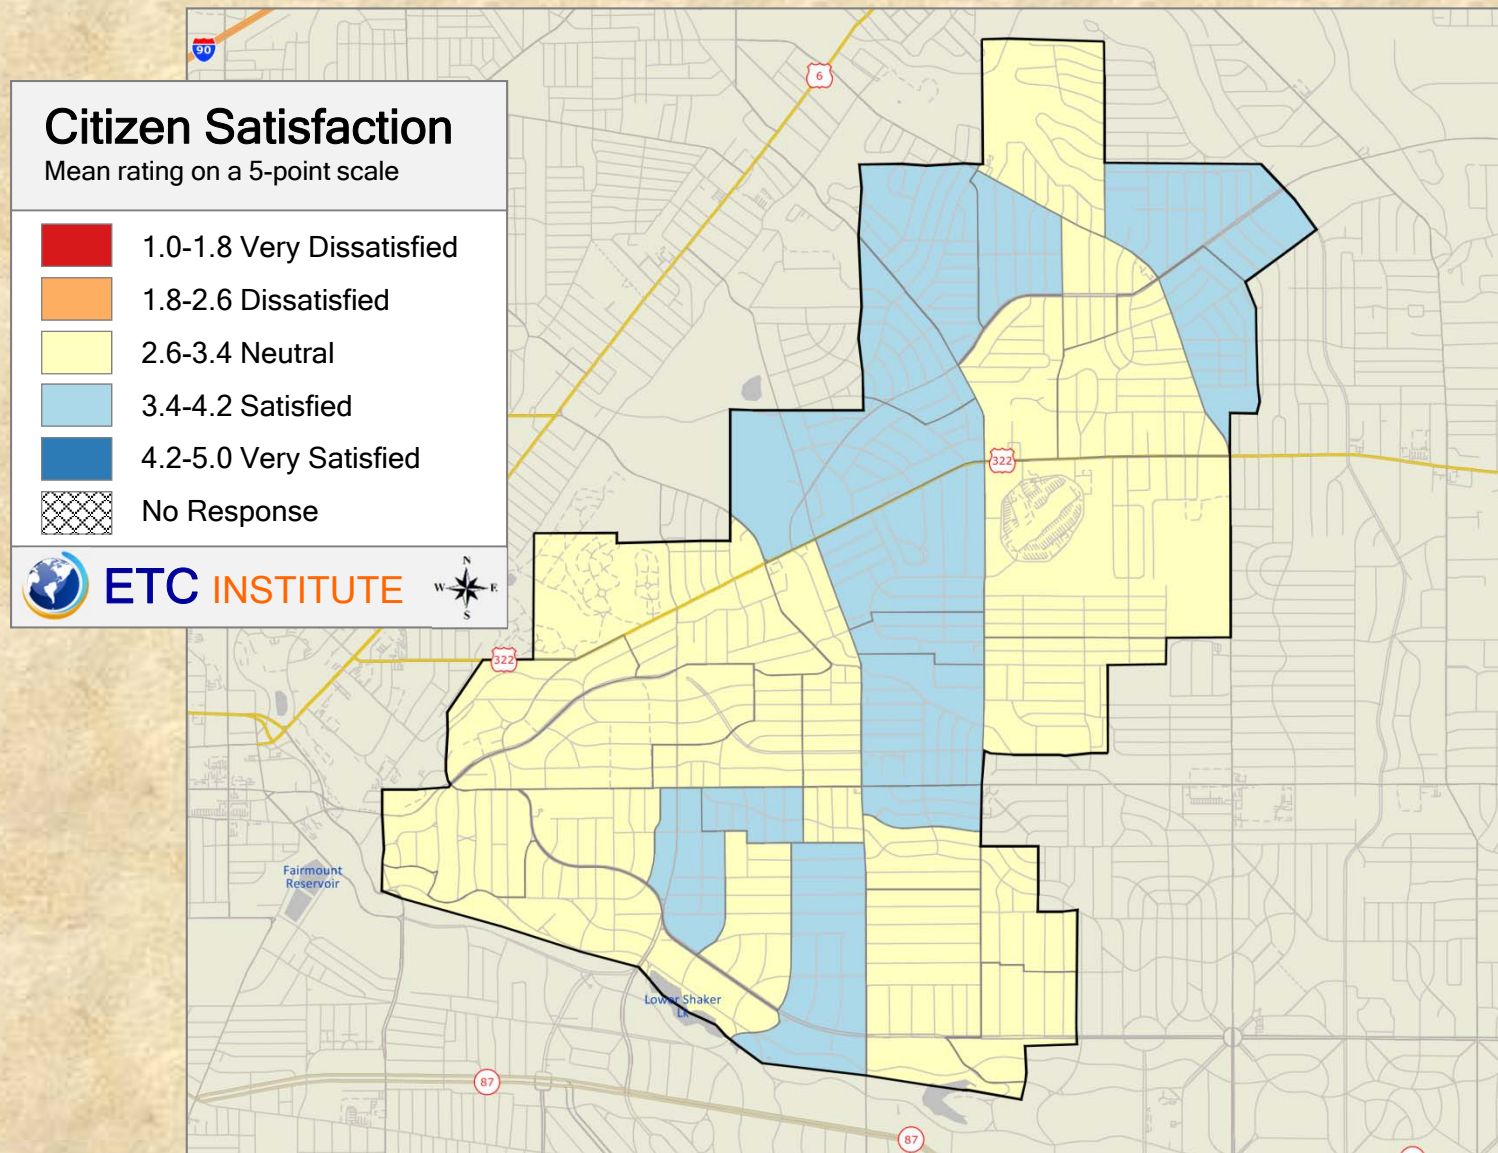 90
6
Citizen Satisfaction
Mean rating on a 5-point scale
1.0-1.8 Very Dissatisfied
1.8-2.6 Dissatisfied
2.6-3.4 Neutral
3.4-4.2 Satisfied
4.2-5.0 Very Satisfied
No Response
ETC INSTITUTE
N
W
E
S
322
322
Fairmount
Reservoir
Lower Shaker
Lk
87
87